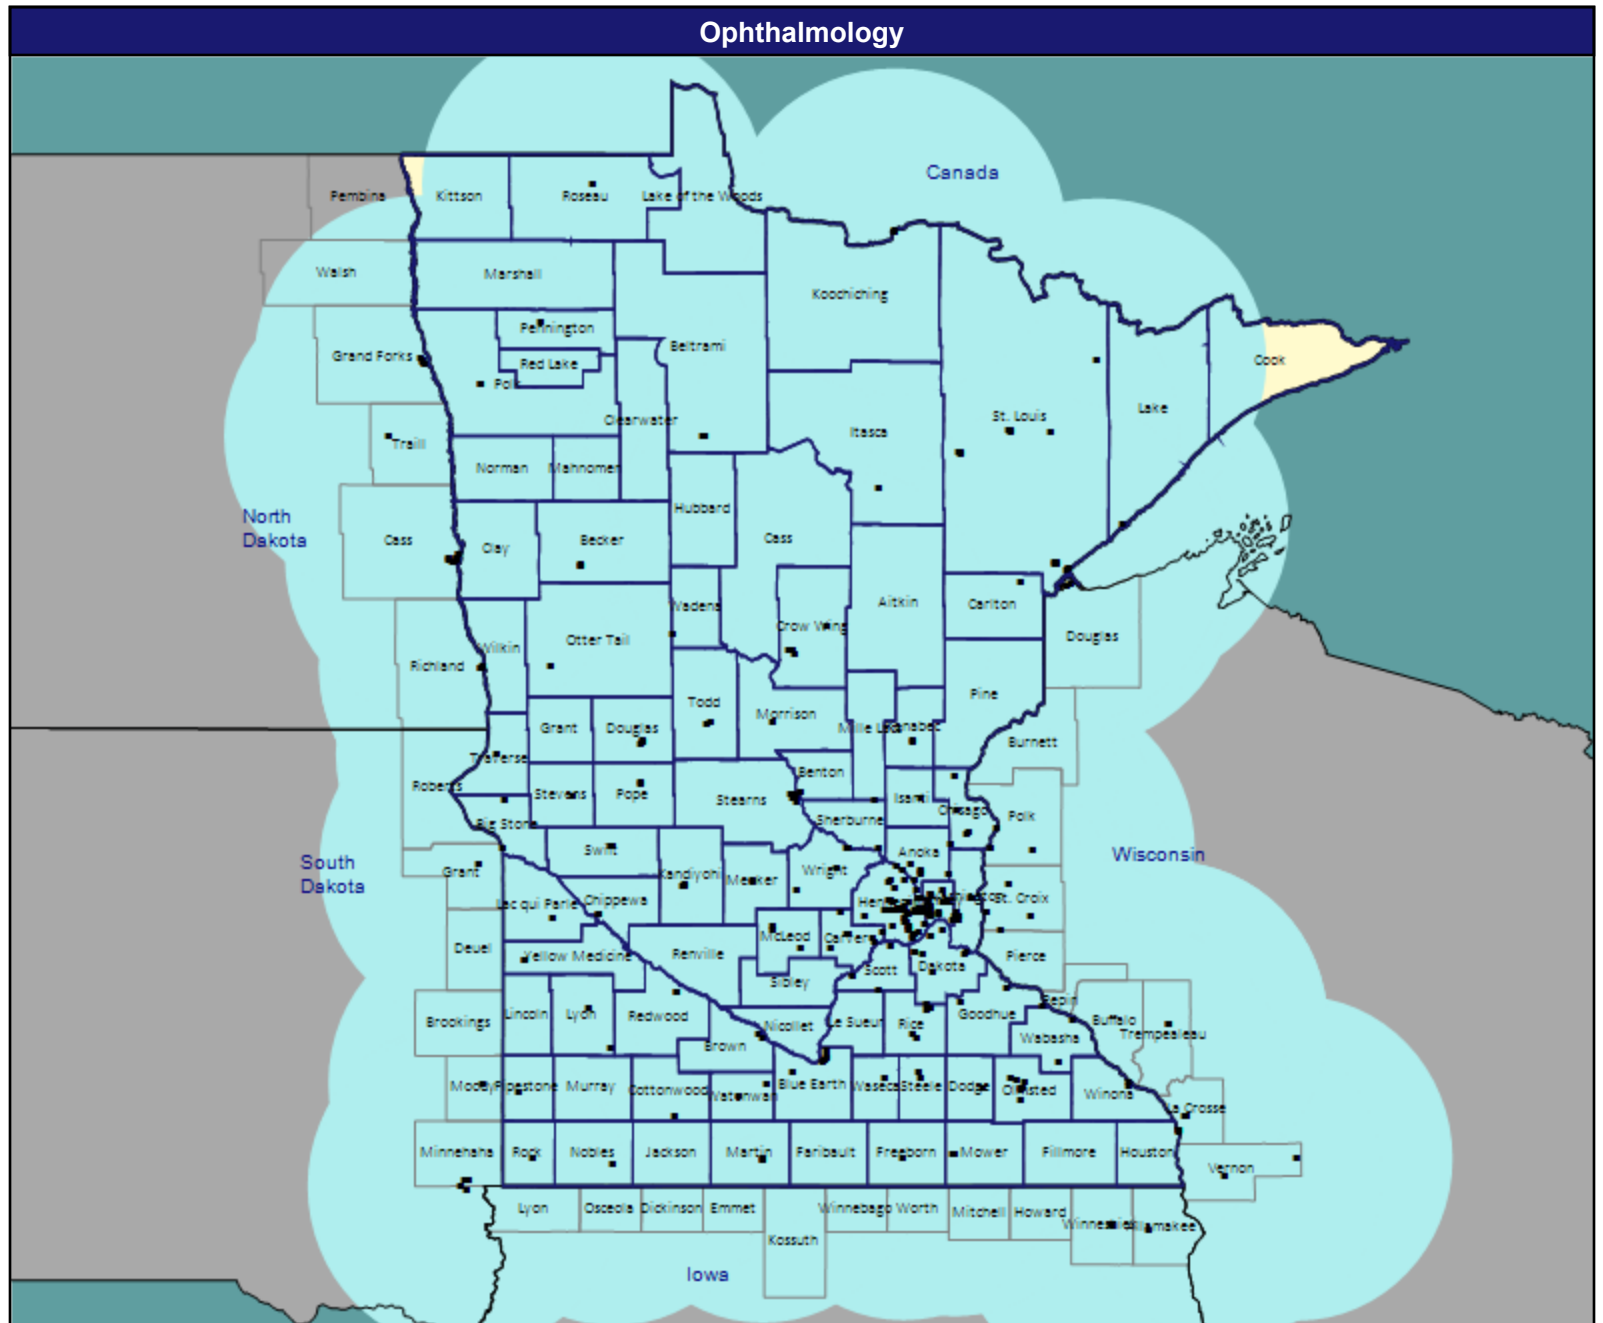 Ophthalmology
Canada
Pembina
Kittson
Roseau
Lake of the Woods
Walsh
Marshall
Koochiching
Pennington
Beltrami
Grand Forks
Red Lake
Polk
Cook
Clearwater
Lake
St. Louis
Itasca
Traill
Norman
Mahnomen
Hubbard
North
Dakota
Cass
Clay
Becker
Cass
Wadena
Aitkin
Carlton
Crow Wing
Otter Tail
Douglas
Wilkin
Richland
Pine
Todd
Morrison
Grant
Douglas
Mille Lacs
Kanabec
Burnett
Traverse
Benton
Roberts
Stevens
Pope
Stearns
Isanti
Chisago
Polk
Big Stone
Sherburne
Swift
Anoka
Wisconsin
South
Dakota
Grant
Kandiyohi
Meeker
Wright
Lac qui Parle
Chippewa
St. Croix
McLeod
Carver
Deuel
Yellow Medicine
Renville
Scott
Dakota
Pierce
Sibley
Pepin
Brookings
Lincoln
Lyon
Redwood
Nicollet
Le Sueur
Rice
Goodhue
Buffalo
Trempealeau
Wabasha
Brown
Moody
Pipestone
Murray
Cottonwood
Watonwan
Blue Earth
Waseca
Steele
Dodge
Olmsted
Winona
La Crosse
Minnehaha
Rock
Nobles
Jackson
Martin
Faribault
Freeborn
Mower
Fillmore
Houston
Vernon
Lyon
Osceola
Dickinson
Emmet
Winnebago
Worth
Mitchell
Howard
Kossuth
Iowa